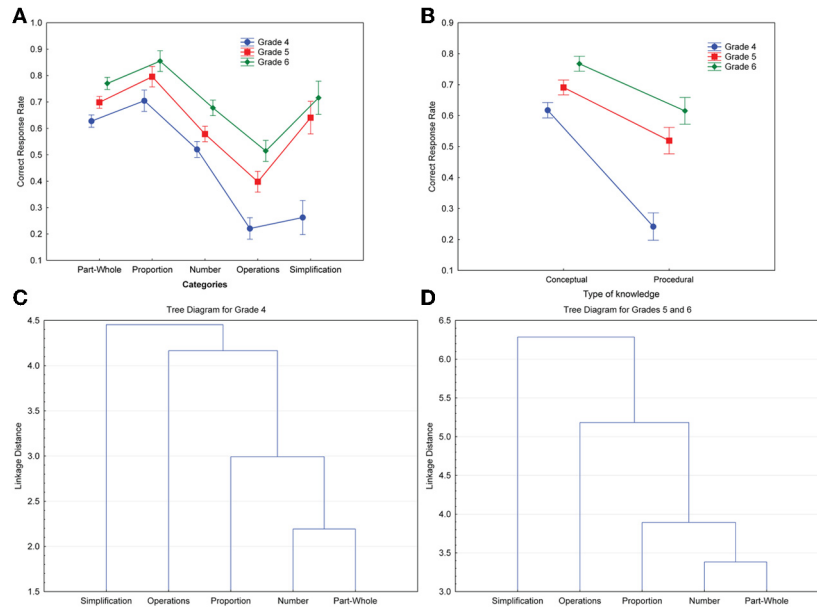 A
1.0
0.9
0.8
0.7
0.6
0.5
0.4
0.3
0.2
0.1
Correct Response Rate
Grade 4
Grade 5
Grade 6
Part-Whole Proportion Number Operations Simplification
Categories
B
0.9
0.8
0.7
0.6
0.5
0.4
0.3
0.2
0.1
Correct Response Rate
Grade 4
Grade 5
Grade 6
Conceptual Procedural
Type of knowledge
C
Tree Diagram for Grade 4
4.5
4.0
3.5
3.0
2.5
2.0
1.5
Linkage Distance
Simplification Operations Proportion Number Part-Whole
D
Tree Diagram for Grades 5 and 6
6.5
6.0
5.5
5.0
4.5
4.0
3.5
3.0
Linkage Distance
Simplification Operations Proportion Number Part-Whole